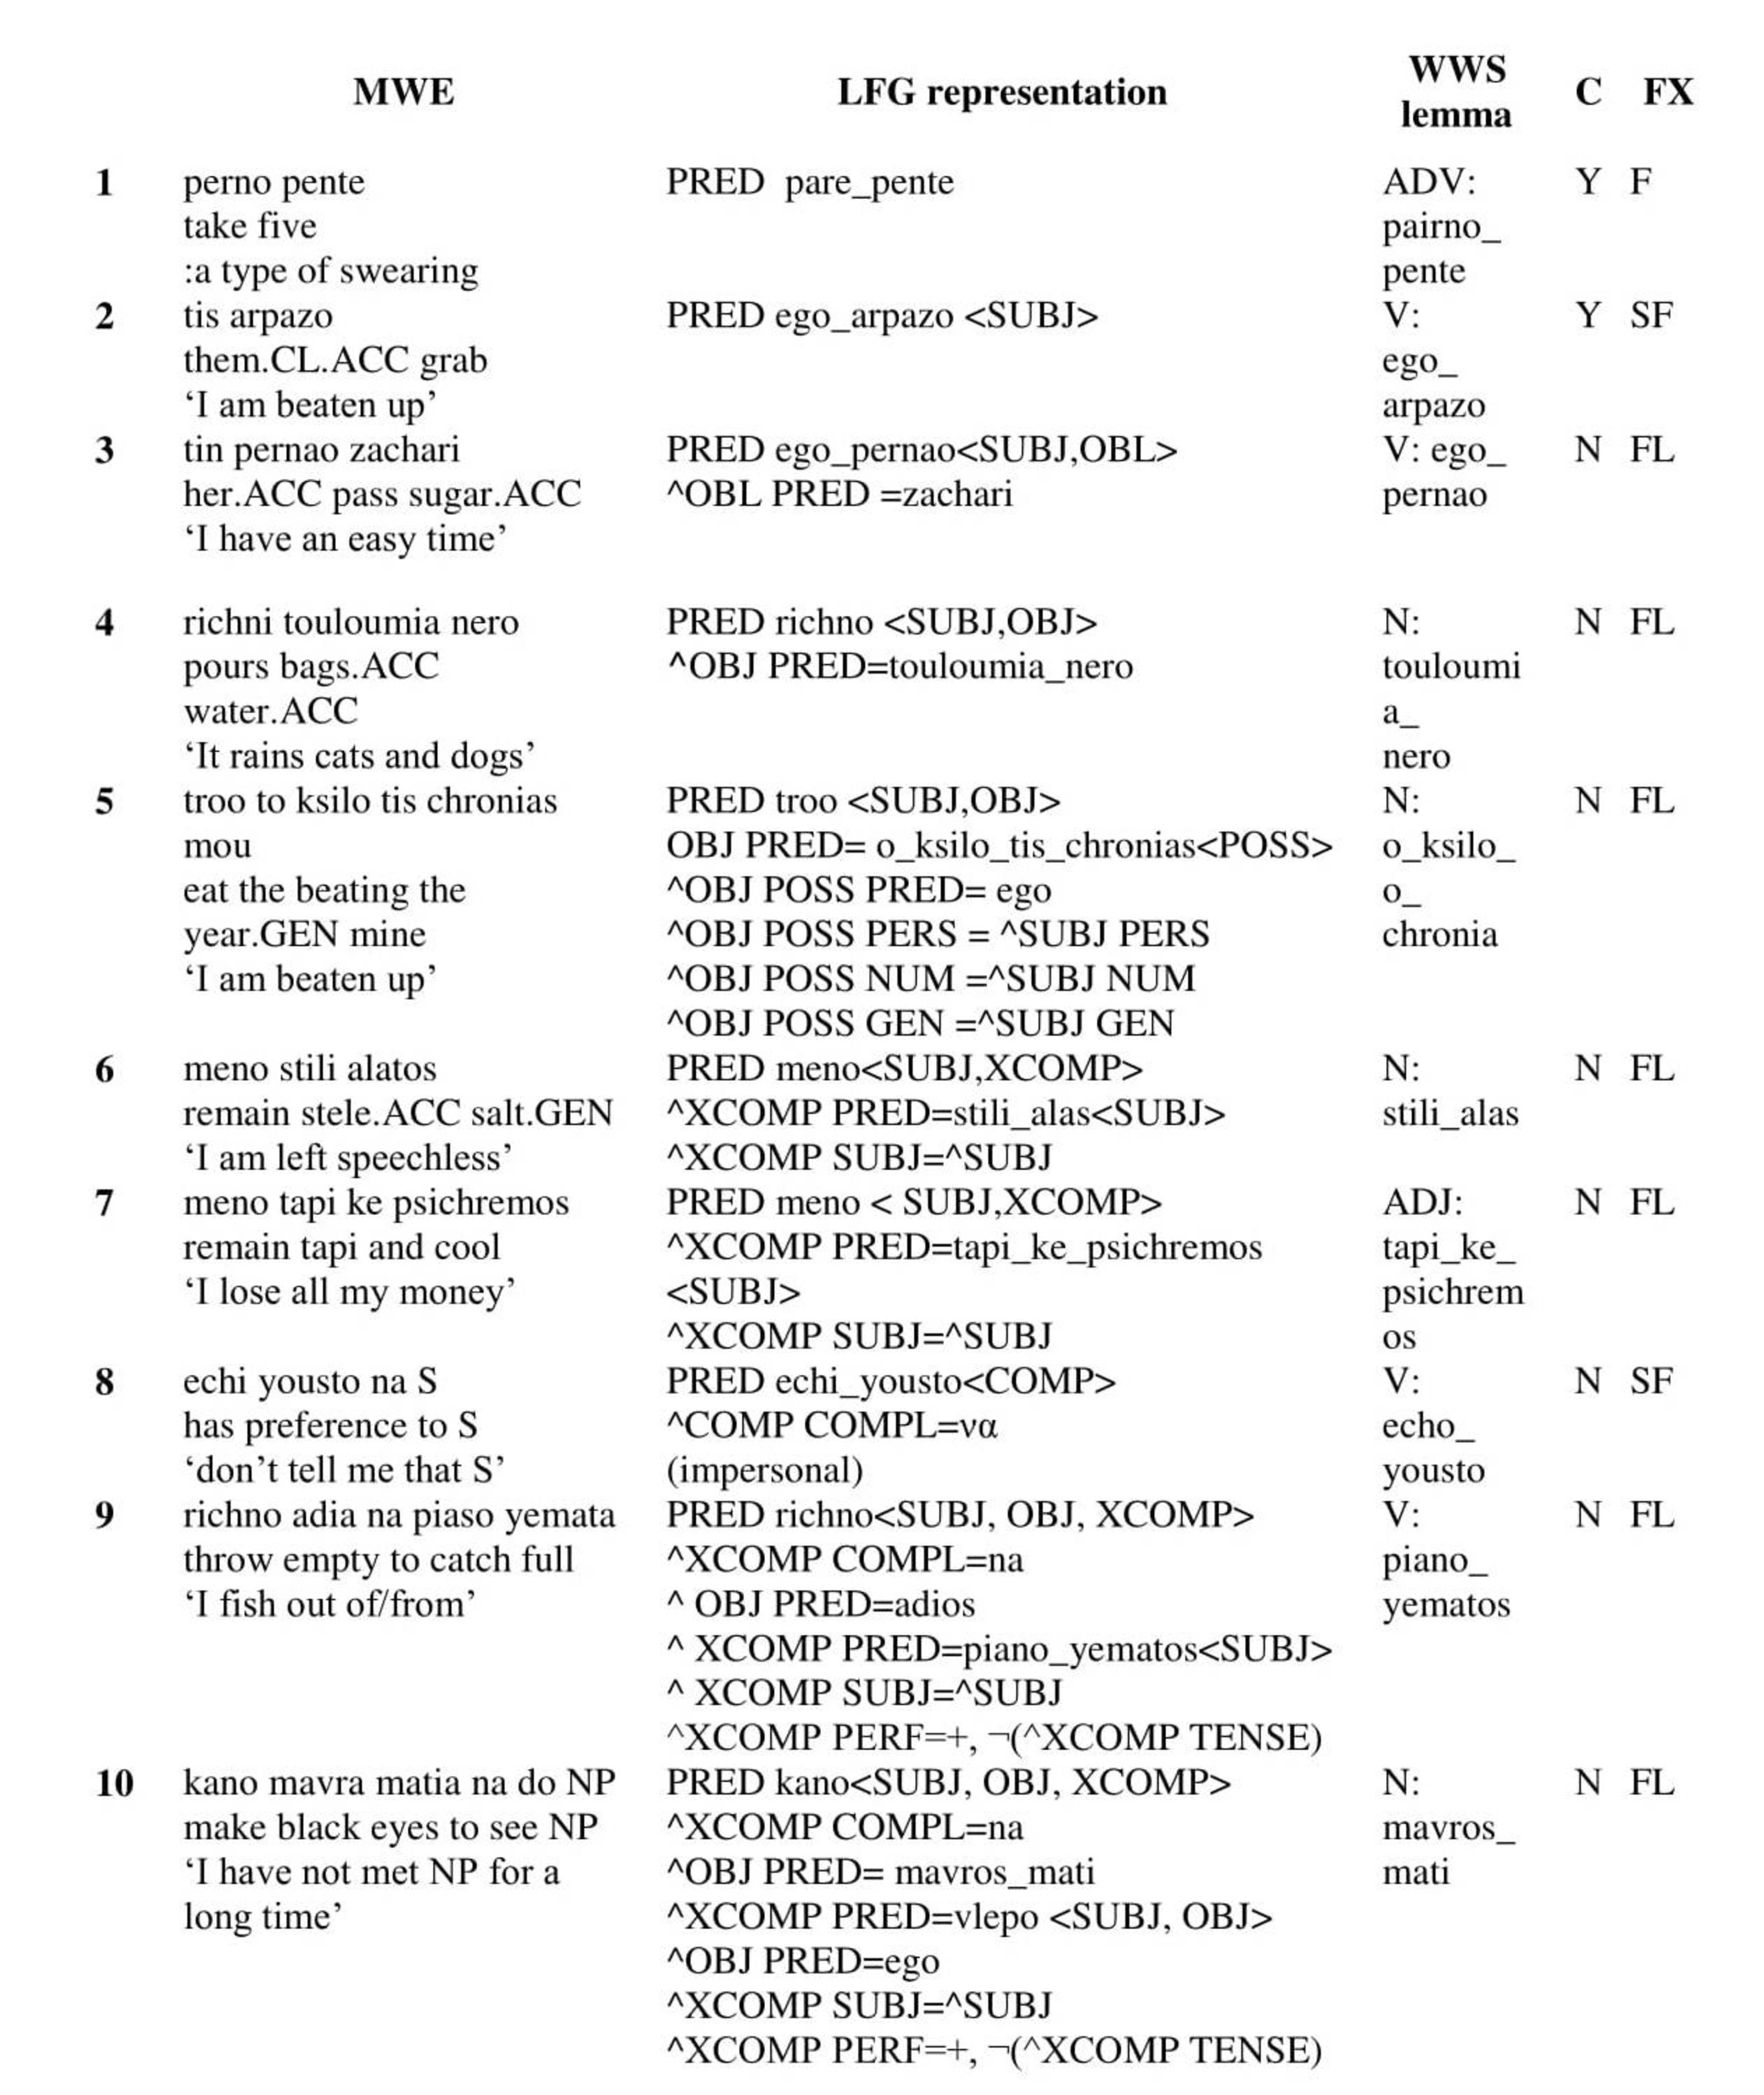 MWE LFG representation WWS lemma C FX
1 perno pente PRED pare_pente ADV: Y F
take five pairno_
:a type of swearing pente
2 tis arpazo PRED ego_arpazo <SUBJ> V: Y SF
them.CL.ACC grab ego_
‘I am beaten up’ arpazo
3 tin pernao zachari PRED ego_pernao<SUBJ,OBL> V: ego_ N FL
her.ACC pass sugar.ACC ^OBL PRED =zachari pernao
‘I have an easy time’
4 richni touloumia nero PRED richno <SUBJ,OBJ> N: N FL
pours bags.ACC ^OBJ PRED=touloumia_nero touloumi
water.ACC a_
‘It rains cats and dogs’ nero
5 troo to ksilo tis chronias PRED troo <SUBJ,OBJ> N: N FL
mou OBJ PRED= o_ksilo_tis_chronias<POSS> o_ksilo_
eat the beating the ^OBJ POSS PRED= ego o_
year.GEN mine ^OBJ POSS PERS = ^SUBJ PERS chronia
‘I am beaten up’ ^OBJ POSS NUM =^SUBJ NUM
^OBJ POSS GEN =^SUBJ GEN
6 meno stili alatos PRED meno<SUBJ,XCOMP> N: N FL
remain stele.ACC salt.GEN ^XCOMP PRED=stili_alas<SUBJ> stili_alas
‘I am left speechless’ ^XCOMP SUBJ=^SUBJ
7 meno tapi ke psichremos PRED meno < SUBJ,XCOMP> ADJ: N FL
remain tapi and cool ^XCOMP PRED=tapi_ke_psichremos tapi_ke_
‘I lose all my money’ <SUBJ> psichrem
^XCOMP SUBJ=^SUBJ os
8 echi yousto na S PRED echi_yousto<COMP> V: N SF
has preference to S ^COMP COMPL=να echo_
‘don’t tell me that S’ (impersonal) yousto
9 richno adia na piaso yemata PRED richno<SUBJ, OBJ, XCOMP> V: N FL
throw empty to catch full ^XCOMP COMPL=na piano_
‘I fish out of/from’ ^ OBJ PRED=adios yematos
^ XCOMP PRED=piano_yematos<SUBJ>
^ XCOMP SUBJ=^SUBJ
^XCOMP PERF=+, ¬(^XCOMP TENSE)
10 kano mavra matia na do NP PRED kano<SUBJ, OBJ, XCOMP> N: N FL
make black eyes to see NP ^XCOMP COMPL=na mavros_
‘I have not met NP for a ^OBJ PRED= mavros_mati mati
long time’ ^XCOMP PRED=vlepo <SUBJ, OBJ>
^OBJ PRED=ego
^XCOMP SUBJ=^SUBJ
^XCOMP PERF=+, ¬(^XCOMP TENSE)